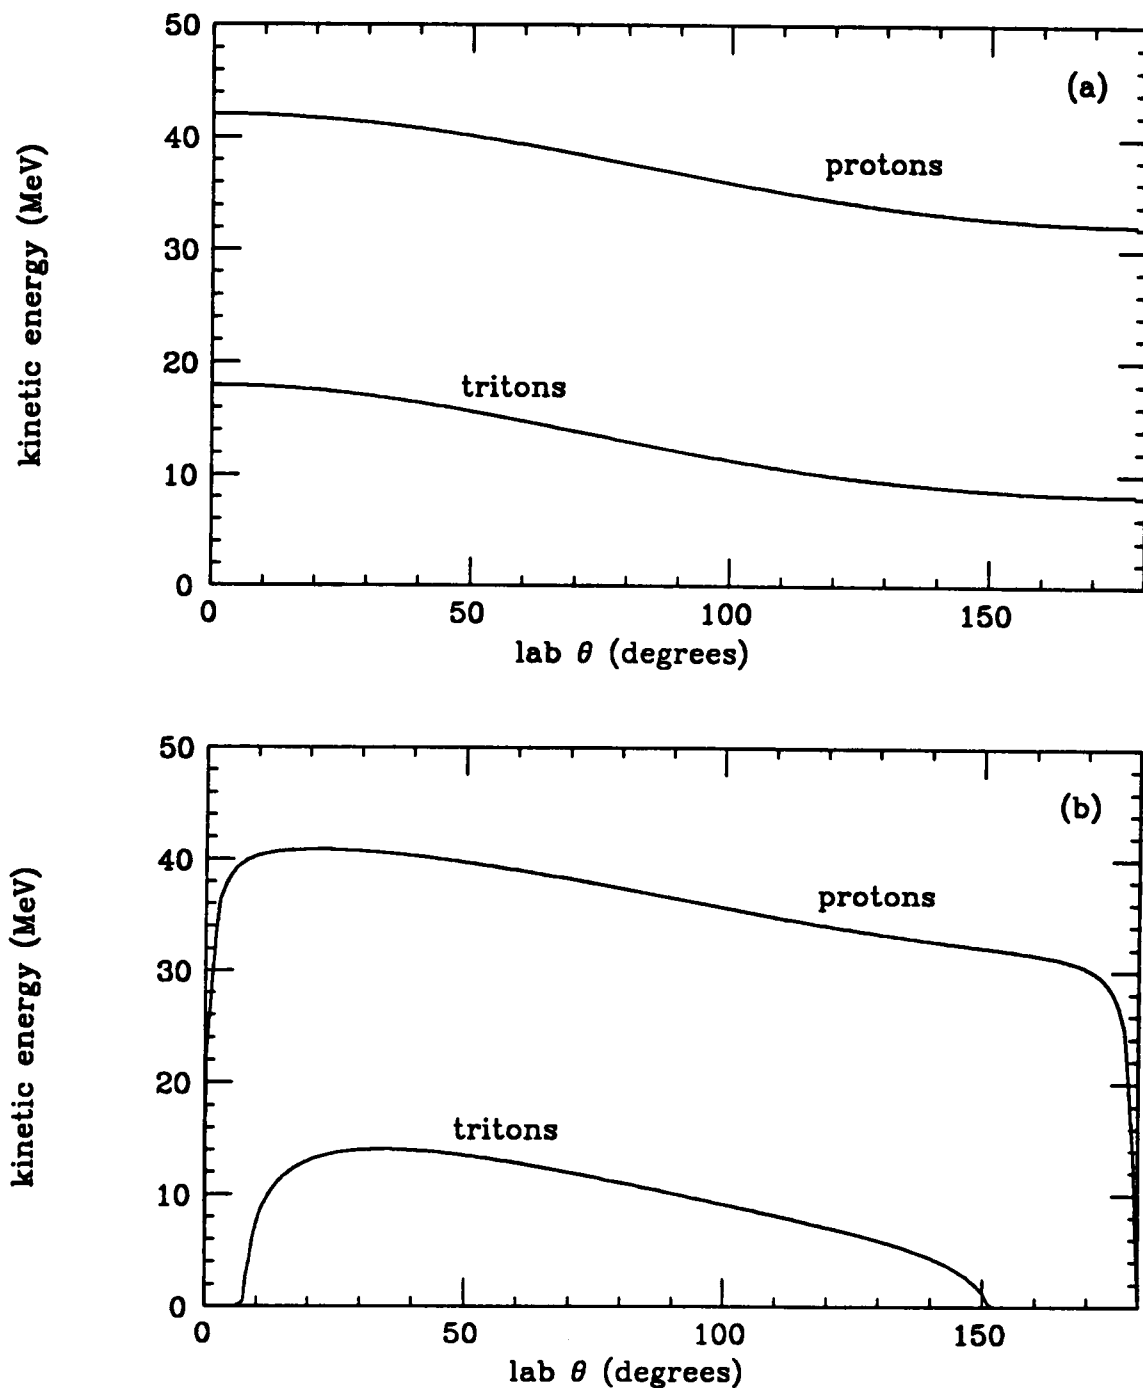 50
(a)
40
protons
30
kinetic energy (MeV)
20
tritons
10
0
0 50 100 150
lab θ (degrees)
50
(b)
40
protons
30
kinetic energy (MeV)
20
tritons
10
0
0 50 100 150
lab θ (degrees)